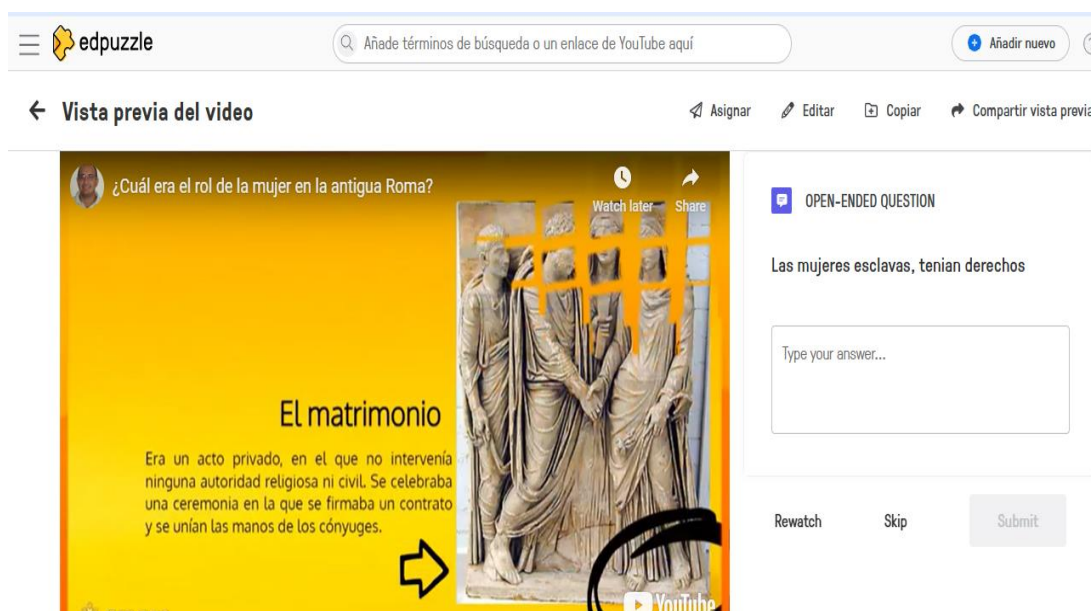 edpuzzle
Añade términos de búsqueda o un enlace de YouTube aquí
Añadir nuevo
Vista previa del video
Asignar
Editar
Copiar
Compartir vista previa
¿Cuál era el rol de la mujer en la antigua Roma?
Watch later
Share
El matrimonio
Era un acto privado, en el que no intervenía
ninguna autoridad religiosa ni civil. Se celebraba
una ceremonia en la que se firmaba un contrato
y se unían las manos de los cónyuges.
YouTube
OPEN-ENDED QUESTION
Las mujeres esclavas, tenian derechos
Type your answer...
Rewatch
Skip
Submit